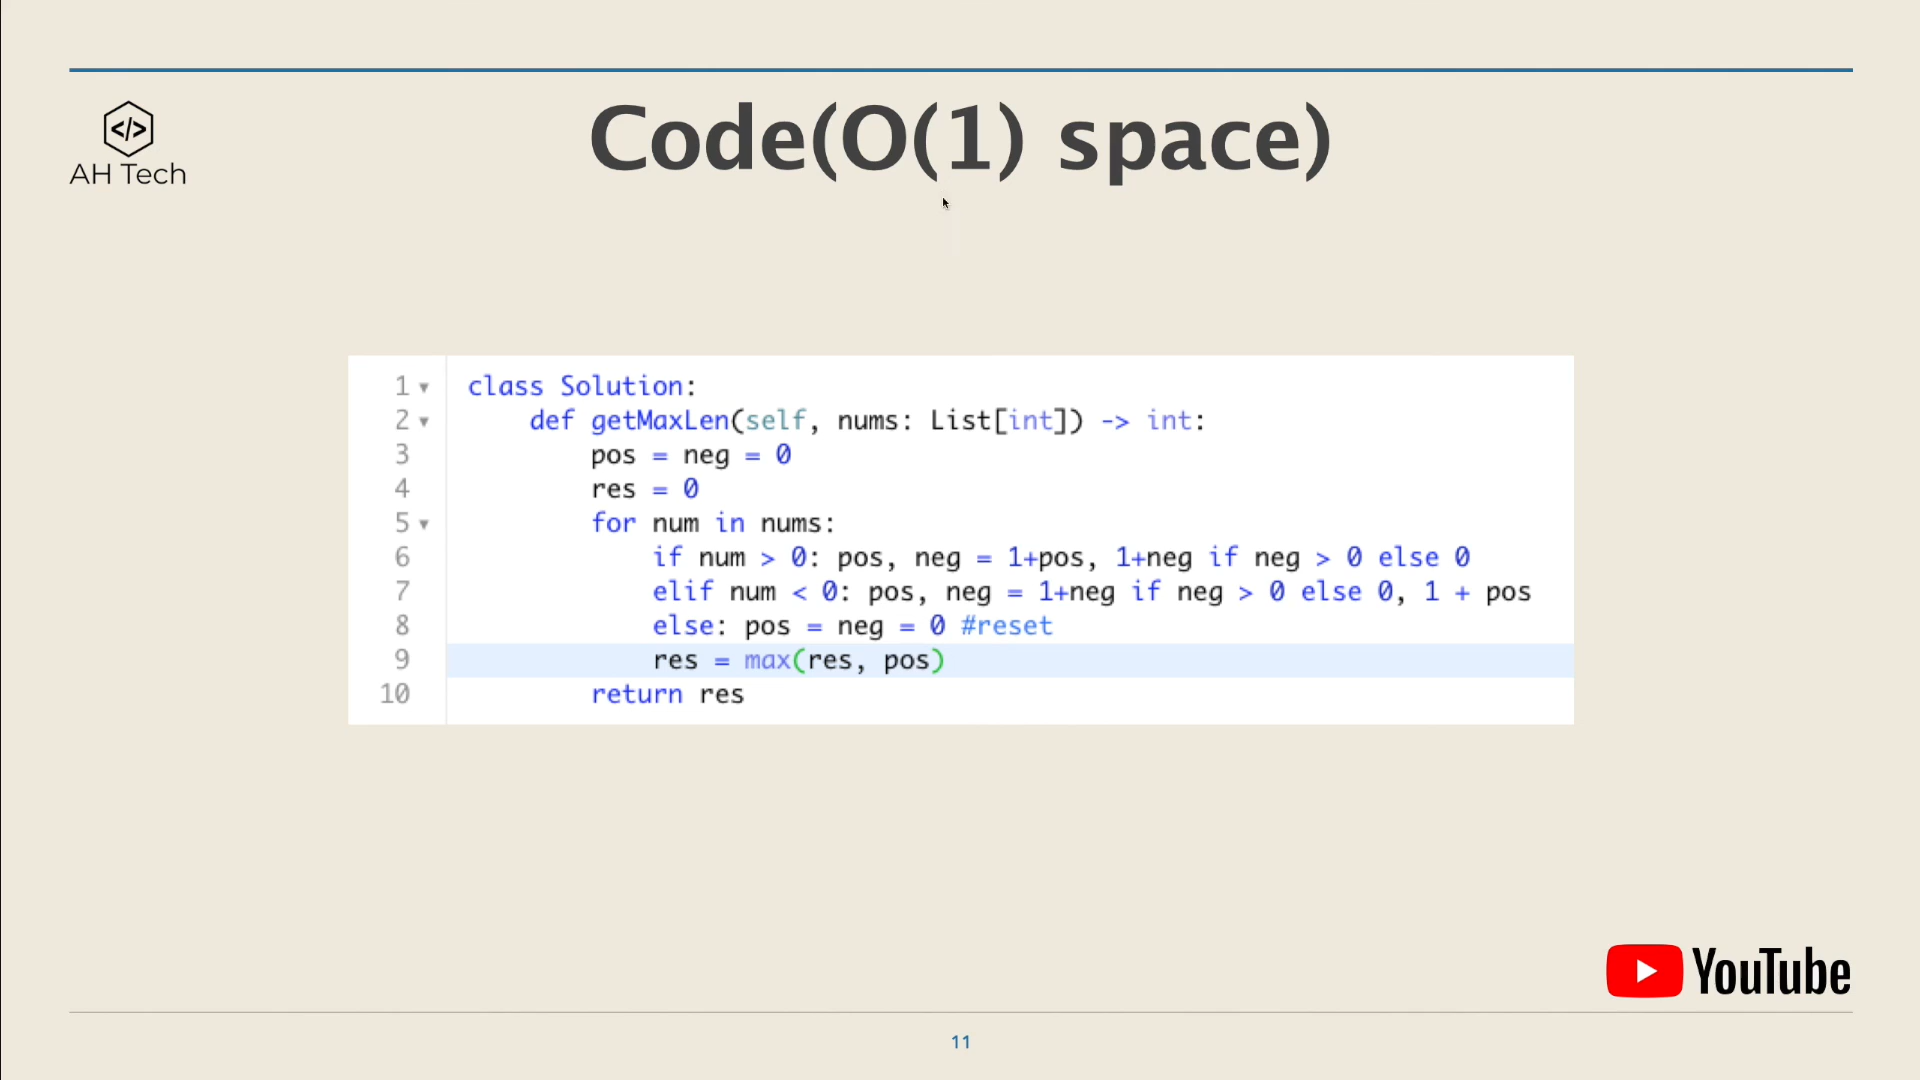 </>
AH Tech
Code(O(1) space)
1 class Solution:
2 def getMaxLen(self, nums: List[int]) -> int:
3 pos = neg = 0
4 res = 0
5 for num in nums:
6 if num > 0: pos, neg = 1+pos, 1+neg if neg > 0 else 0
7 elif num < 0: pos, neg = 1+neg if neg > 0 else 0, 1 + pos
8 else: pos = neg = 0 #reset
9 res = max(res, pos)
10 return res
YouTube
11